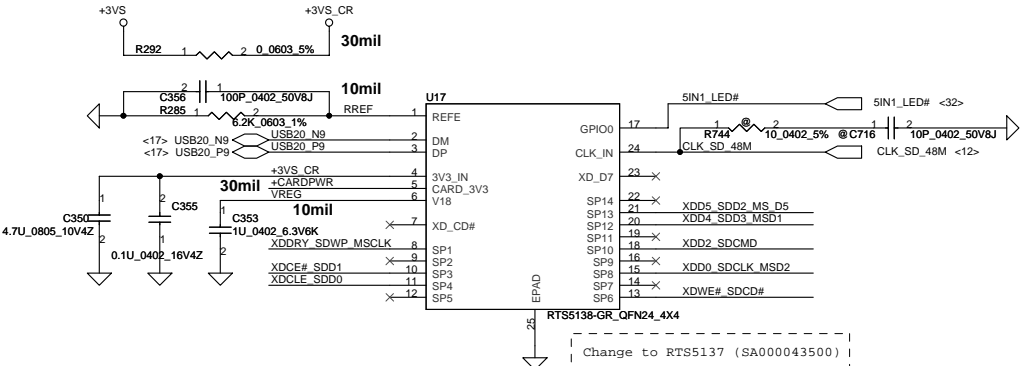 +3VS +3VS_CR
R292 1 2 0_0603_5% 30mil
2 1 10mil
C356 100P_0402_50V8J U17
R285 1 2 RREF 1 REFE
6.2K_0603_1%
<17> USB20_N9 USB20_N9 2 DM
<17> USB20_P9 USB20_P9 3 DP
+3VS_CR 4 3V3_IN
30mil +CARDPWR 5 CARD_3V3
VREG 6 V18
10mil
1 C350 2 4.7U_0805_10V4Z
2 C355 1 0.1U_0402_16V4Z
1 C353 2 1U_0402_6.3V6K
7 XD_CD#
XDDRY_SDWP_MSCLK 8 SP1
9 SP2
XDCE#_SDD1 10 SP3
XDCLE_SDD0 11 SP4
12 SP5
GPIO0 17 5IN1_LED# 5IN1_LED# <32>
R744 1 @ 2 10_0402_5% @ C716 1 2 10P_0402_50V8J
CLK_IN 24 CLK_SD_48M CLK_SD_48M <12>
XD_D7 23
SP14 22
SP13 21 XDD5_SDD2_MS_D5
SP12 20 XDD4_SDD3_MSD1
SP11 19
SP10 18 XDD2_SDCMD
SP9 16
SP8 15 XDD0_SDCLK_MSD2
SP7 14
SP6 13 XDWE#_SDCD#
EPAD
25
RTS5138-GR_QFN24_4X4
Change to RTS5137 (SA000043500)